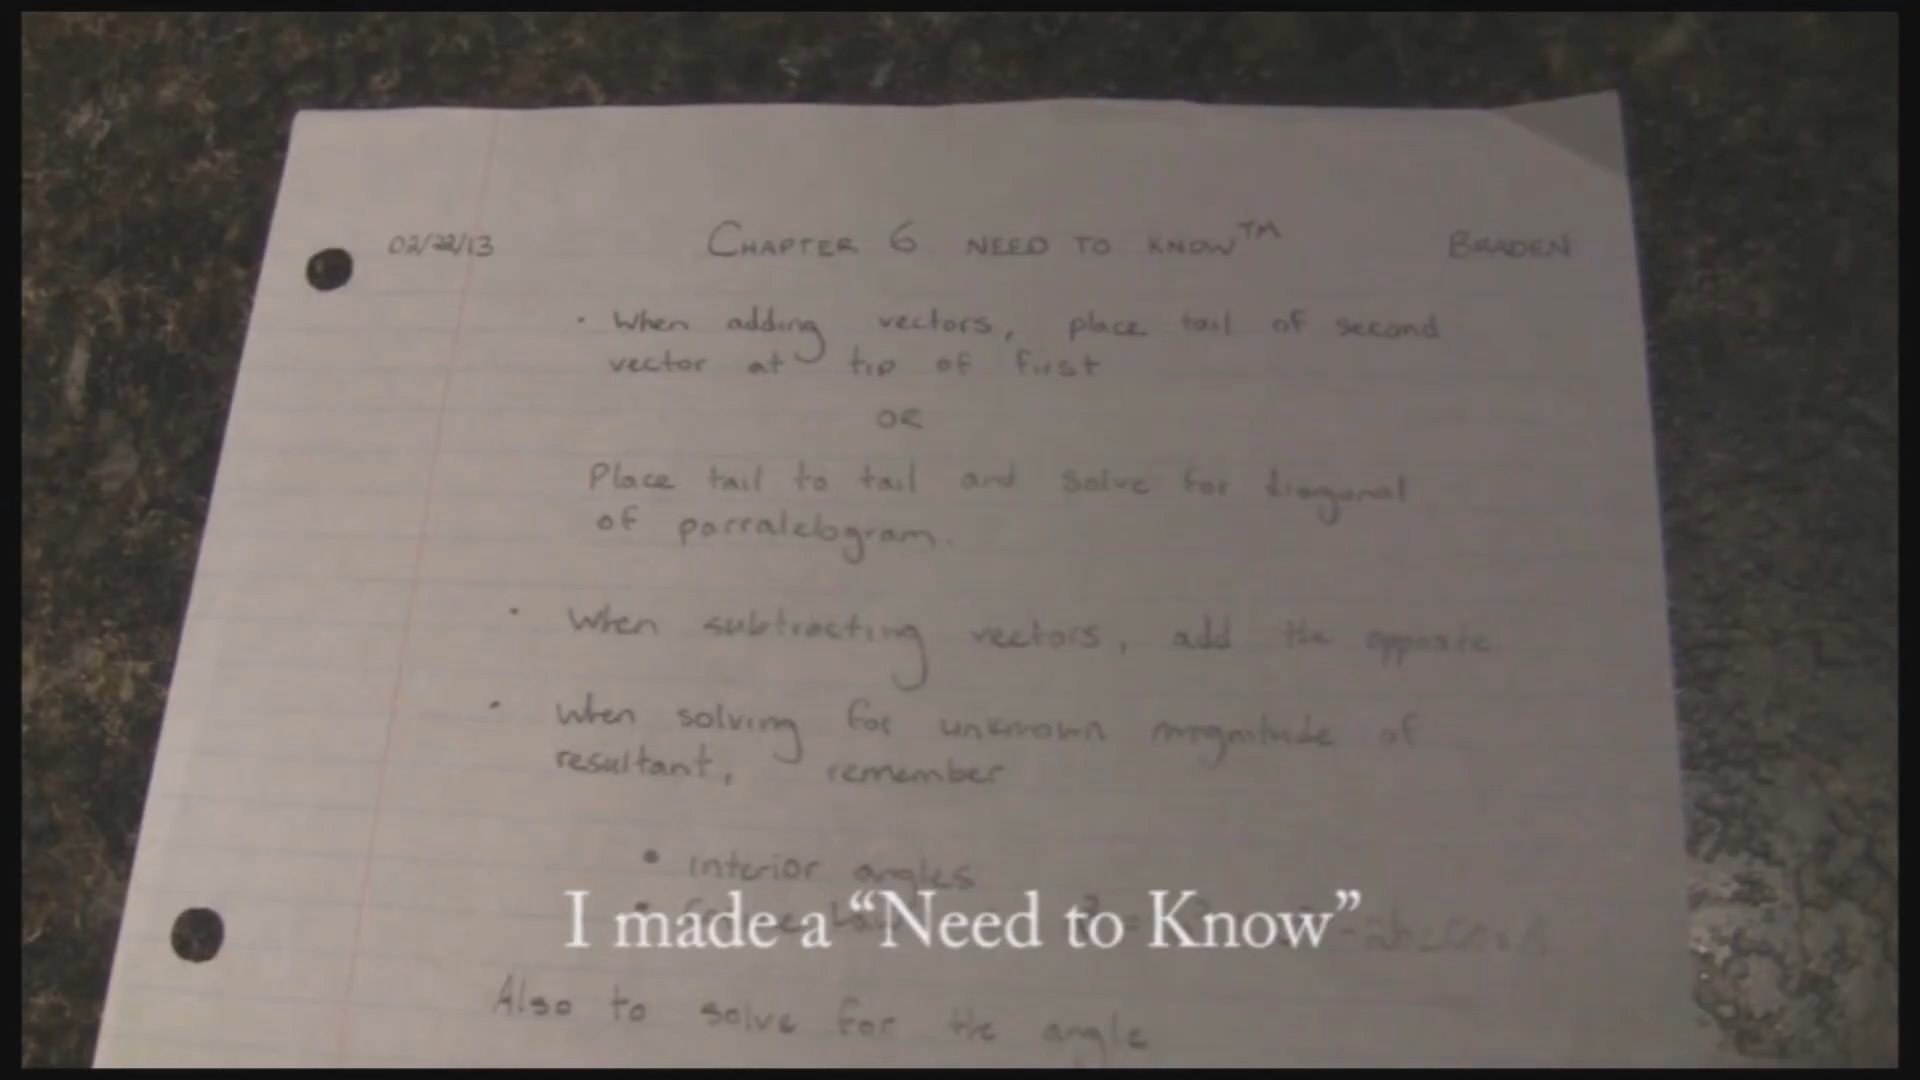 02/22/13 CHAPTER 6 NEED TO KNOW™ BRADEN
• When adding vectors, place tail of second
vector at tip of first
OR
Place tail to tail and solve for diagonal
of parralelogram.
• When subtracting vectors, add the opposite
• When solving for unknown magnitude of
resultant, remember
• interior angles
I made a “Need to Know”
Also to solve for the angle